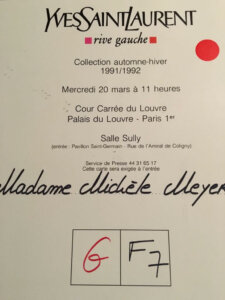 YVESSAINTLAURENT
rive gauche
Collection automne-hiver
1991/1992
Mercredi 20 mars à 11 heures
Cour Carrée du Louvre
Palais du Louvre - Paris 1er
Salle Sully
(entrée : Pavillon Saint-Germain - Rue de l'Amiral de Coligny)
Service de Presse 44 31 65 17
Cette carte sera exigée à l'entrée
Madame Michèle Meyer
G F7